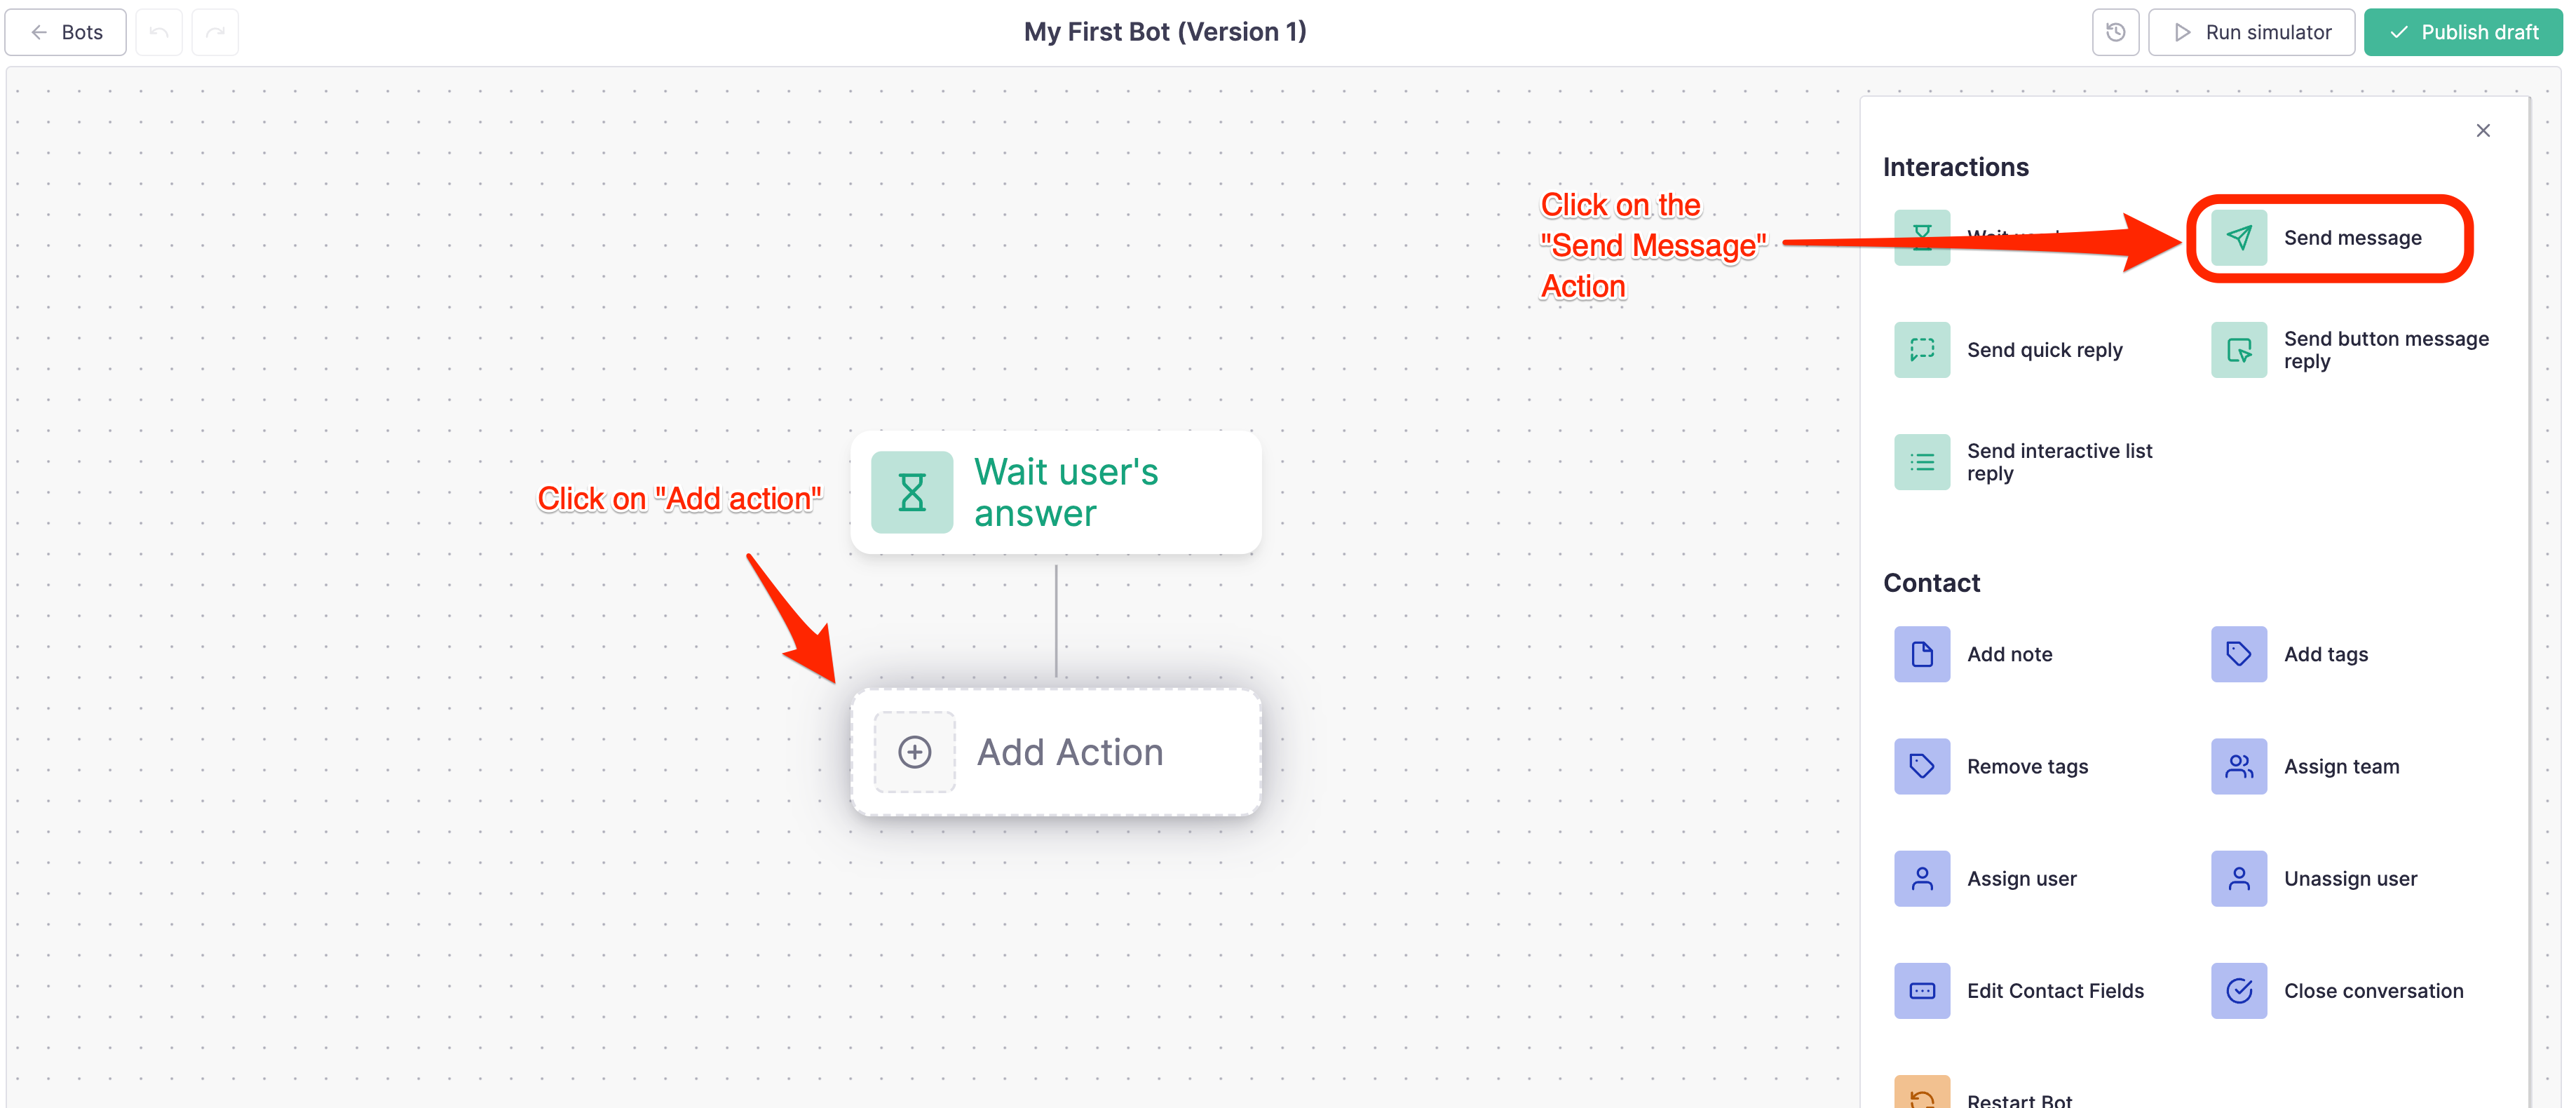 Bots
My First Bot (Version 1)
Run simulator
Publish draft
Interactions
Click on the
"Send Message"
Action
Send message
Send quick reply
Send button message
reply
Send interactive list
reply
Wait user's
answer
Click on "Add action"
Add Action
Contact
Add note
Add tags
Remove tags
Assign team
Assign user
Unassign user
Edit Contact Fields
Close conversation
Restart Bot